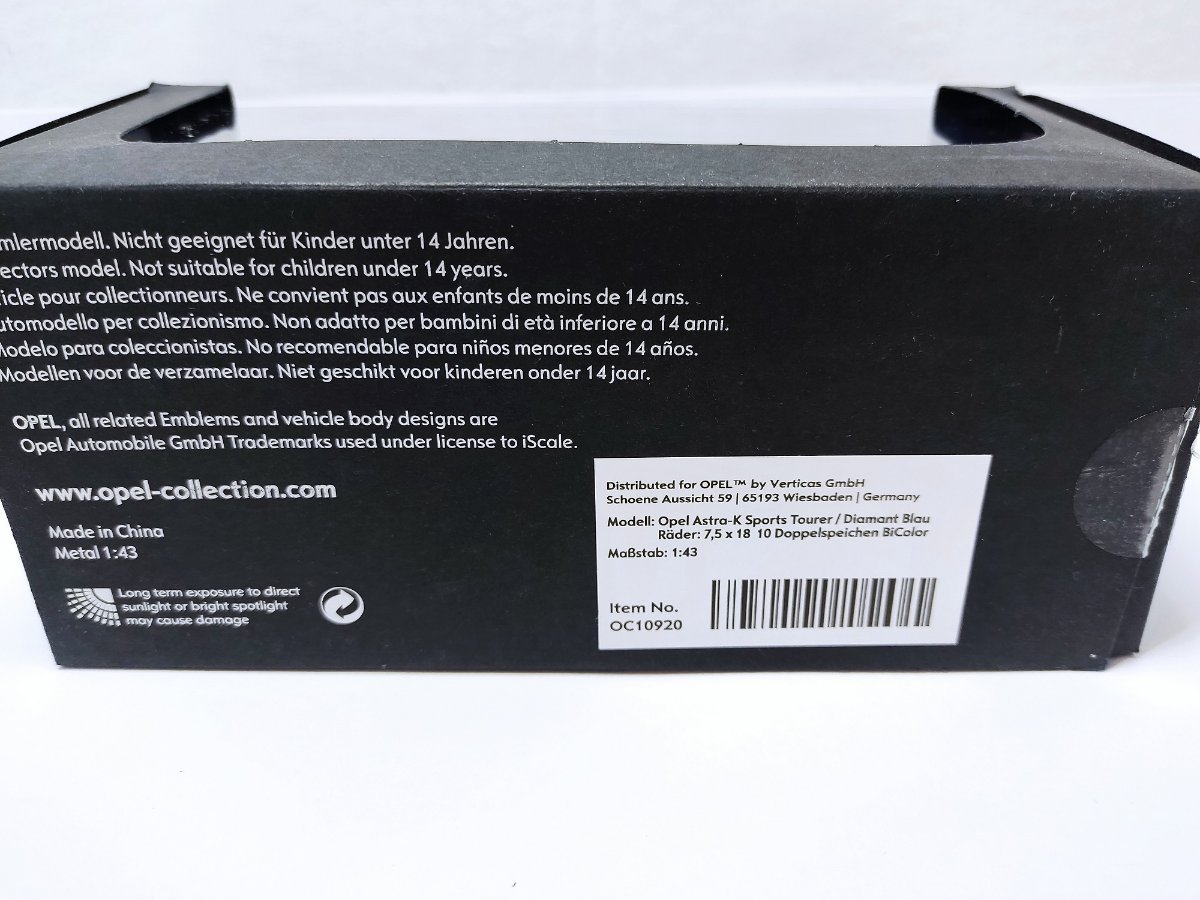 mlermodell. Nicht geeignet für Kinder unter 14 Jahren.
ectors model. Not suitable for children under 14 years.
icle pour collectionneurs. Ne convient pas aux enfants de moins de 14 ans.
utomodello per collezionismo. Non adatto per bambini di età inferiore a 14 anni.
Modelo para coleccionistas. No recomendable para niños menores de 14 años.
Modellen voor de verzamelaar. Niet geschikt voor kinderen onder 14 jaar.
OPEL, all related Emblems and vehicle body designs are
Opel Automobile GmbH Trademarks used under license to iScale.
www.opel-collection.com
Made in China
Metal 1:43
Long term exposure to direct
sunlight or bright spotlight
may cause damage
Distributed for OPEL™ by Verticas GmbH
Schoene Aussicht 59 | 65193 Wiesbaden | Germany
Modell: Opel Astra-K Sports Tourer / Diamant Blau
Räder: 7,5 x 18 10 Doppelspeichen BiColor
Maßstab: 1:43
Item No.
OC10920